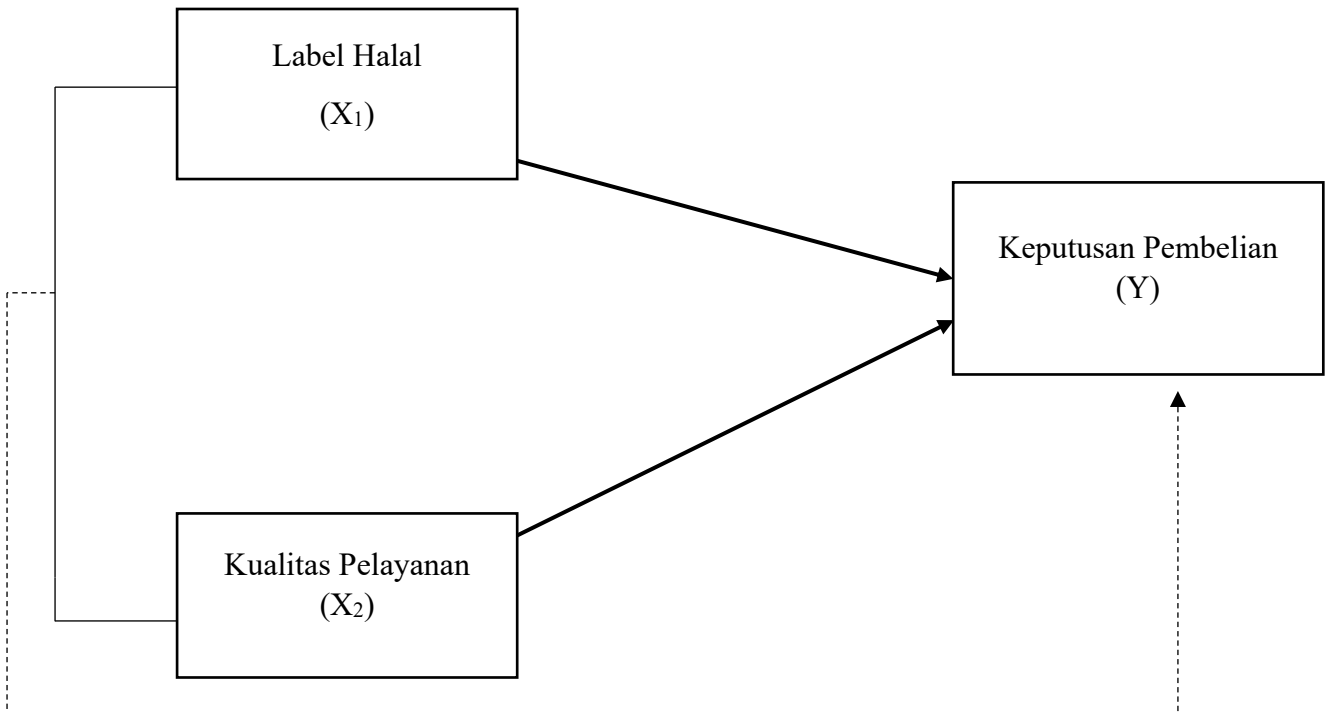 Label Halal
(X₁)
Keputusan Pembelian
(Y)
Kualitas Pelayanan
(X₂)